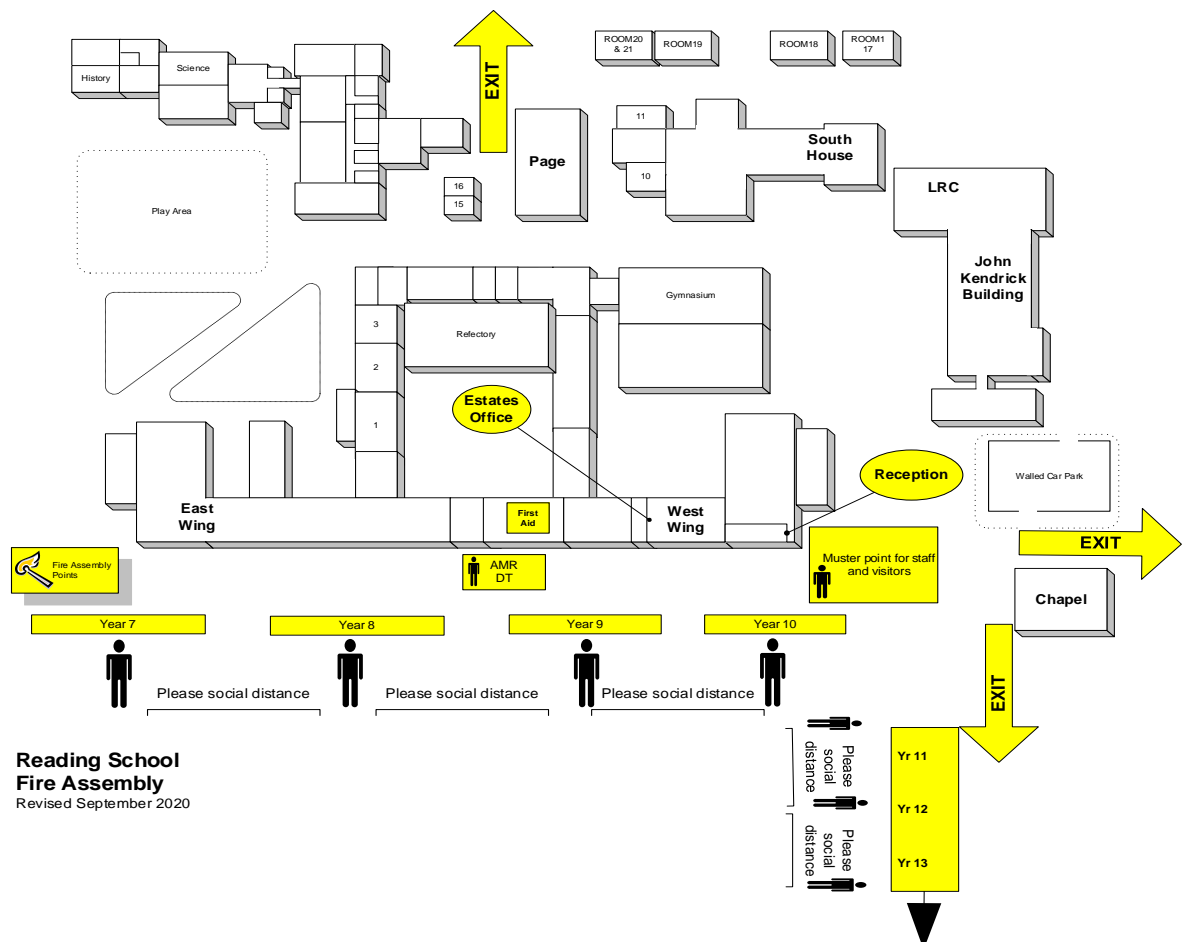 EXIT
ROOM20
& 21
ROOM19
ROOM18
ROOM1
17
History
Science
11
10
South
House
Page
16
15
LRC
Play Area
John
Kendrick
Building
Gymnasium
3
Refectory
2
1
Estates
Office
Reception
Walled Car Park
East
Wing
First
Aid
West
Wing
EXIT
Fire Assembly
Points
AMR
DT
Muster point for staff
and visitors
Chapel
Year 7
Year 8
Year 9
Year 10
Please social distance
Please social distance
Please social distance
EXIT
Reading School
Fire Assembly
Revised September 2020
Please
social
distance
Please
social
distance
Yr 11
Yr 12
Yr 13